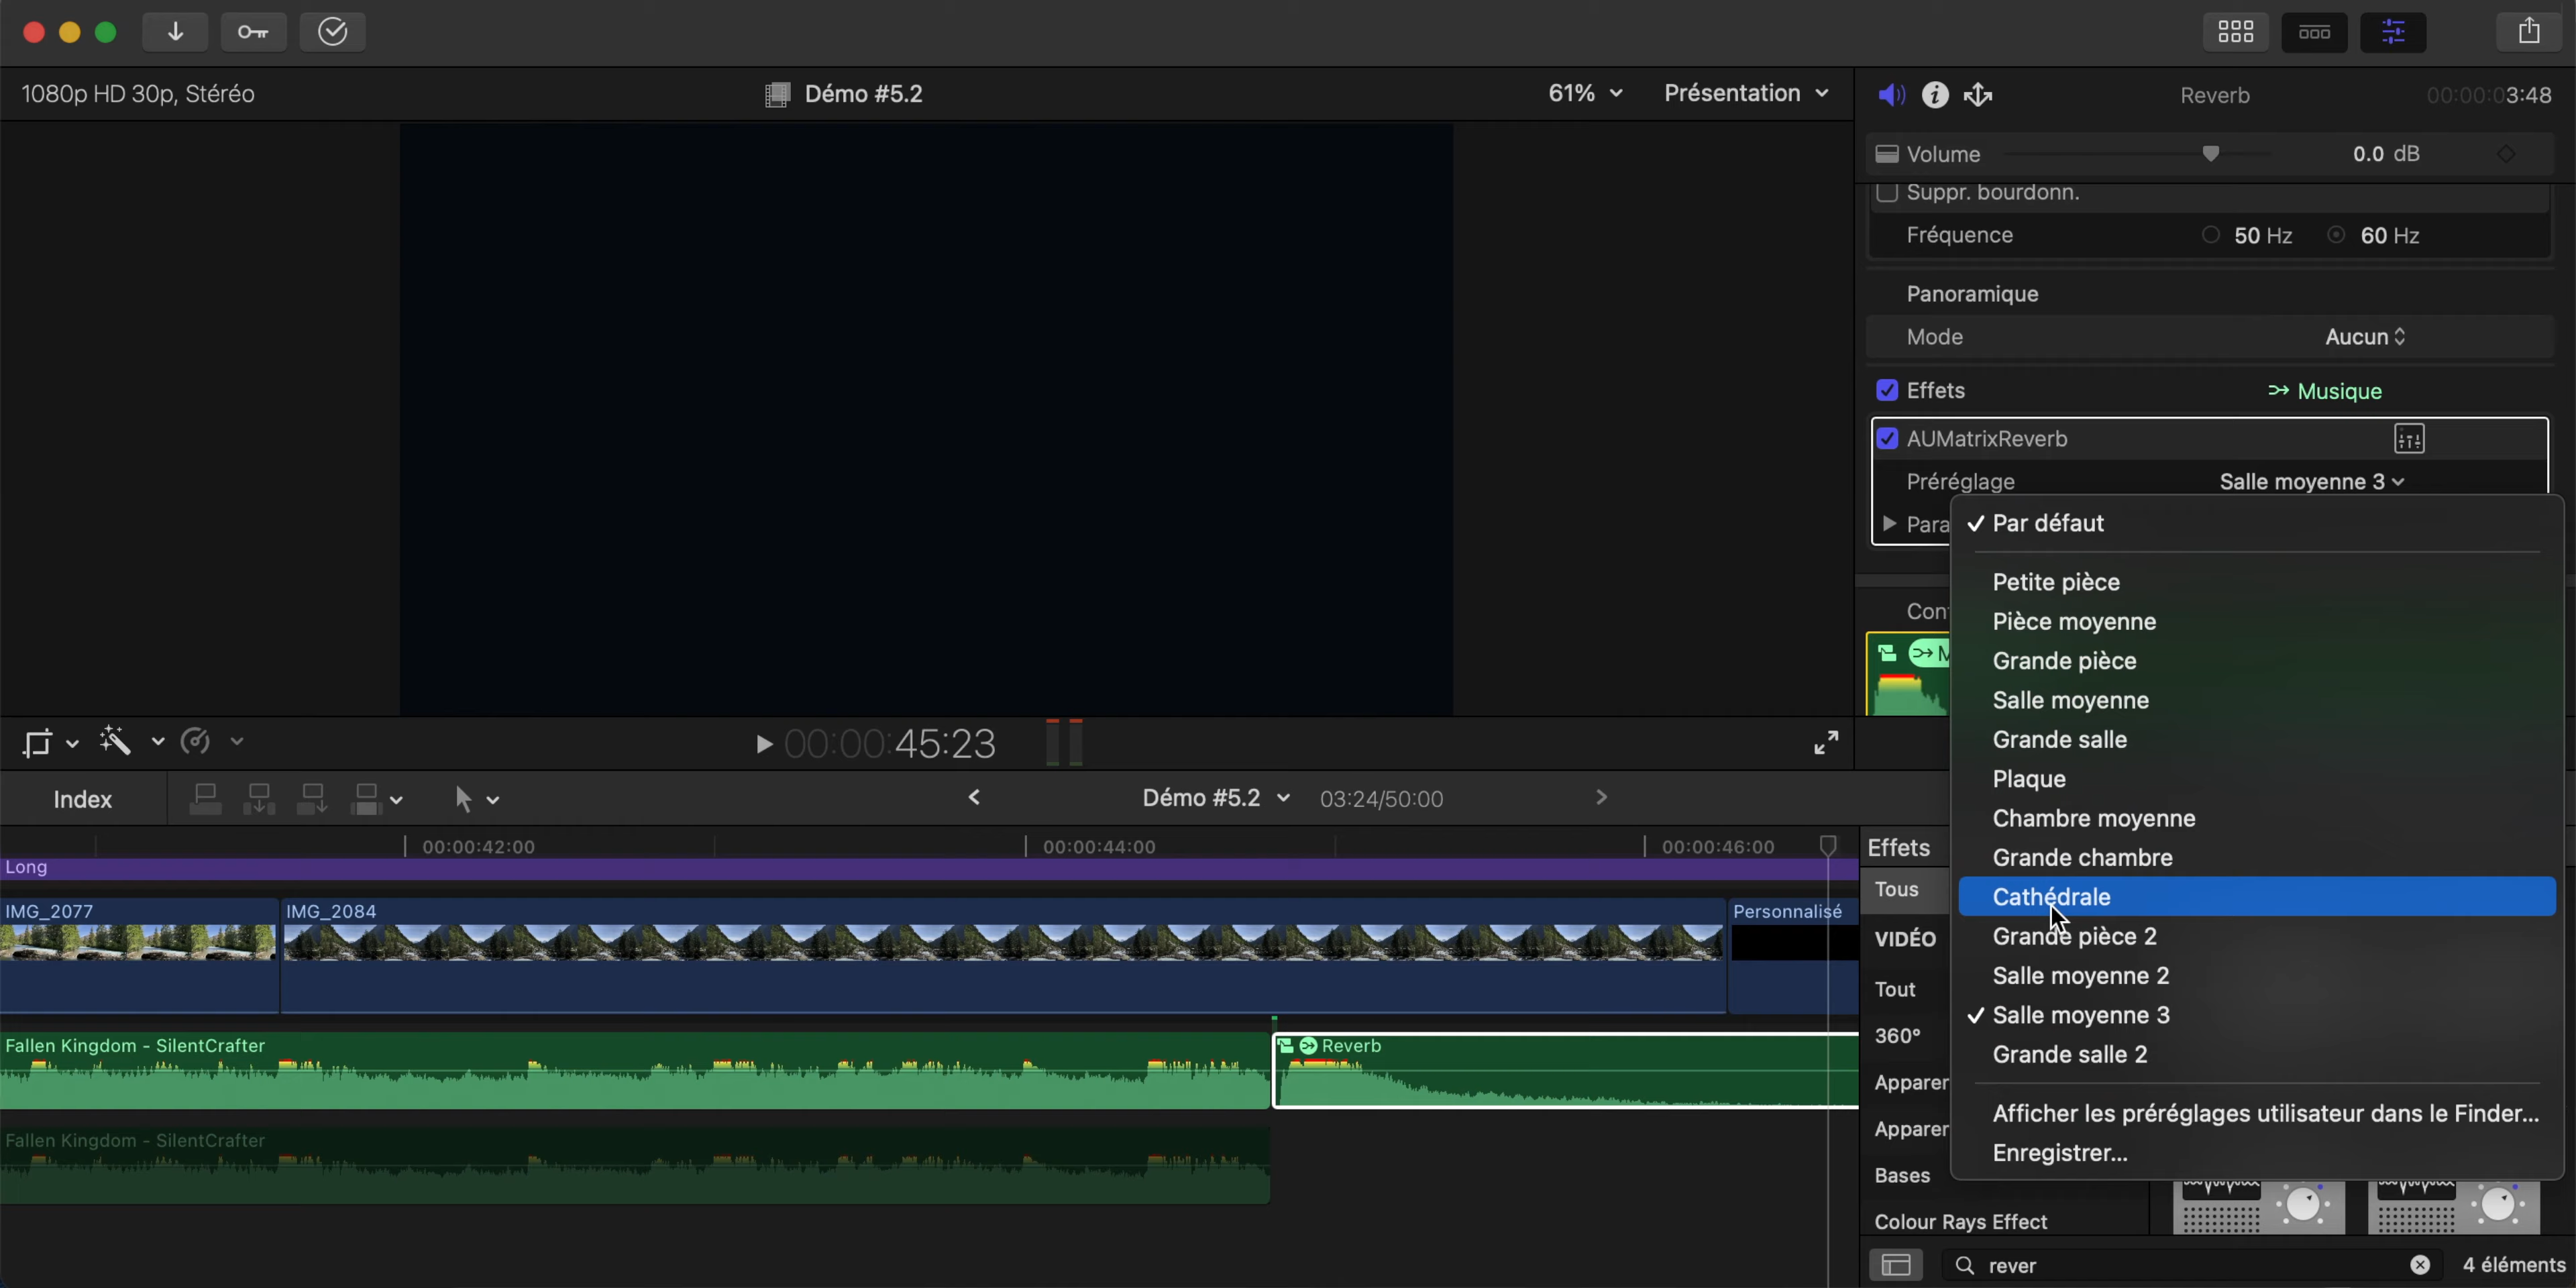 1080p HD 30p, Stéréo
Démo #5.2
61%
Présentation
Reverb
00:00:03:48
Volume
0.0 dB
Suppr. bourdonn.
Fréquence
50 Hz
60 Hz
Panoramique
Mode
Aucun
Effets
Musique
AUMatrixReverb
Préréglage
Salle moyenne 3
Par défaut
Petite pièce
Pièce moyenne
Grande pièce
Salle moyenne
Grande salle
Plaque
Chambre moyenne
Grande chambre
Cathédrale
Grande pièce 2
Salle moyenne 2
Salle moyenne 3
Grande salle 2
Afficher les préréglages utilisateur dans le Finder...
Enregistrer...
Para
Con
M
00:00:45:23
Index
Démo #5.2
03:24/50:00
00:00:42:00
00:00:44:00
00:00:46:00
Long
IMG_2077
IMG_2084
Personnalisé
Fallen Kingdom - SilentCrafter
Reverb
Fallen Kingdom - SilentCrafter
Effets
Tous
VIDÉO
Tout
360°
Apparer
Apparer
Bases
Colour Rays Effect
rever
4 éléments